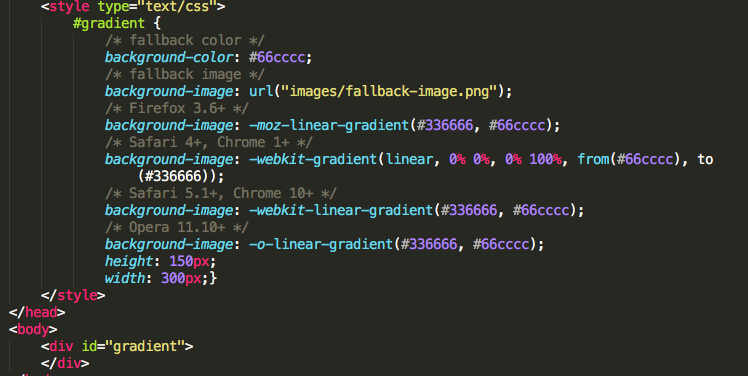 <style type="text/css">
#gradient {
/* fallback color */
background-color: #66cccc;
/* fallback image */
background-image: url("images/fallback-image.png");
/* Firefox 3.6+ */
background-image: -moz-linear-gradient(#336666, #66cccc);
/* Safari 4+, Chrome 1+ */
background-image: -webkit-gradient(linear, 0% 0%, 0% 100%, from(#66cccc), to
(#336666));
/* Safari 5.1+, Chrome 10+ */
background-image: -webkit-linear-gradient(#336666, #66cccc);
/* Opera 11.10+ */
background-image: -o-linear-gradient(#336666, #66cccc);
height: 150px;
width: 300px;}
</style>
</head>
<body>
<div id="gradient">
</div>